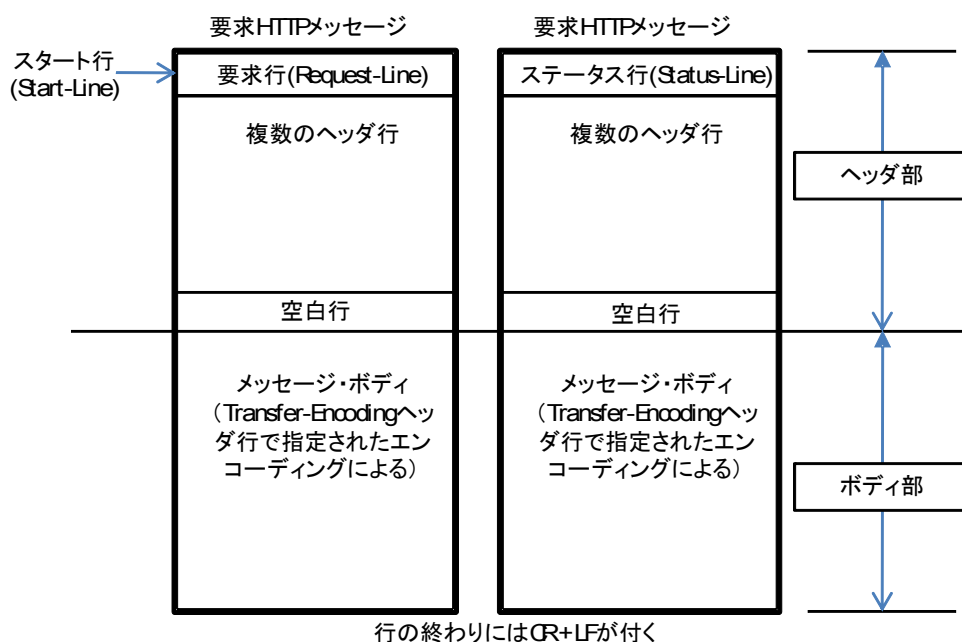 要求HTTPメッセージ
要求HTTPメッセージ
スタート行
(Start-Line)
要求行(Request-Line)
ステータス行(Status-Line)
複数のヘッダ行
複数のヘッダ行
ヘッダ部
空白行
空白行
メッセージ・ボディ
（Transfer-Encodingヘッ
ダ行で指定されたエン
コーディングによる）
メッセージ・ボディ
（Transfer-Encodingヘッ
ダ行で指定されたエン
コーディングによる）
ボディ部
行の終わりにはCR+LFが付く